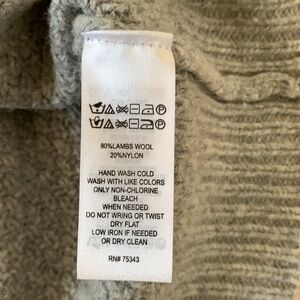 80%LAMBS WOOL
20%NYLON
HAND WASH COLD
WASH WITH LIKE COLORS
ONLY NON-CHLORINE
BLEACH
WHEN NEEDED
DO NOT WRING OR TWIST
DRY FLAT
LOW IRON IF NEEDED
OR DRY CLEAN
RN# 75343